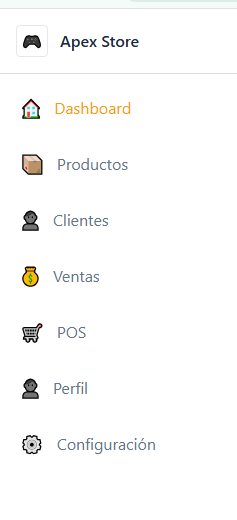 Apex Store
Dashboard
Productos
Clientes
Ventas
POS
Perfil
Configuración